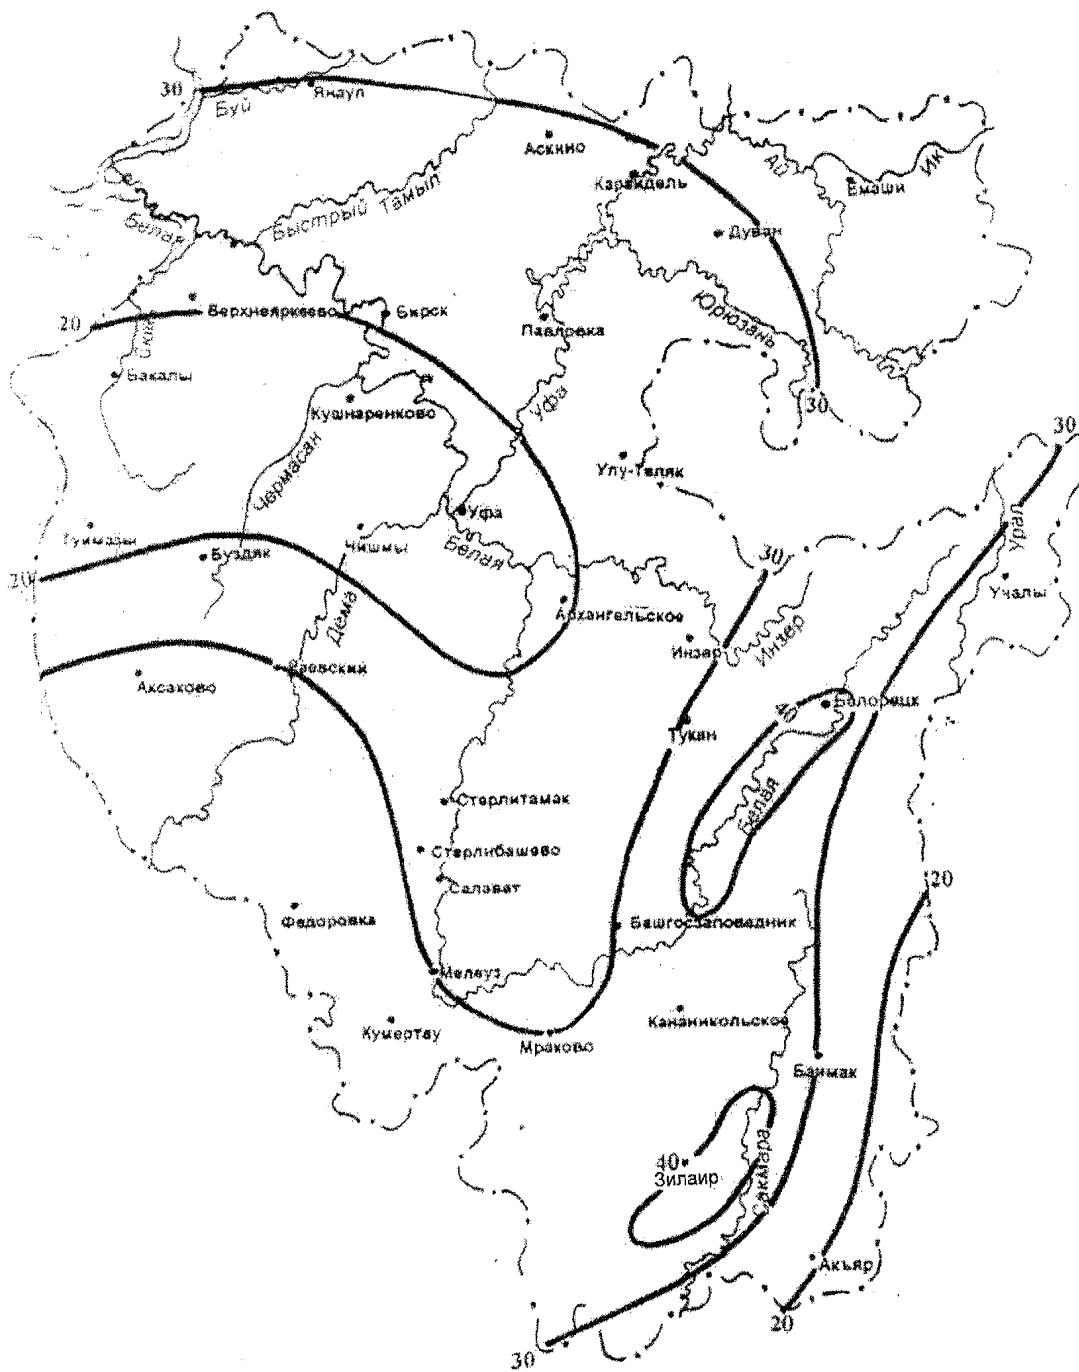 30
Янаул
Буй
Аскино
Караидель
Ай
Ик
Емаши
Быстрый Тамып
Белая
Дуван
Верхнеяркеево
Бирск
20
Павловка
Юрюзань
Бакалы
Кушнаренково
Уфа
30
30
Чермасан
Улу-Теляк
Туймазы
Уфа
Урал
Буздяк
Чишмы
Белая
30
20
Учалы
Архангельское
Дема
Инзер
Инзер
Раевский
Аксаково
40
Белорецк
Тукан
Стерлитамак
Белая
Стерлибашево
Салават
20
Федоровка
Башгосзаповедник
Мелеуз
Кумертау
Мраково
Кананикольское
Баймак
Сакмара
40
Зилаир
Акъяр
20
30